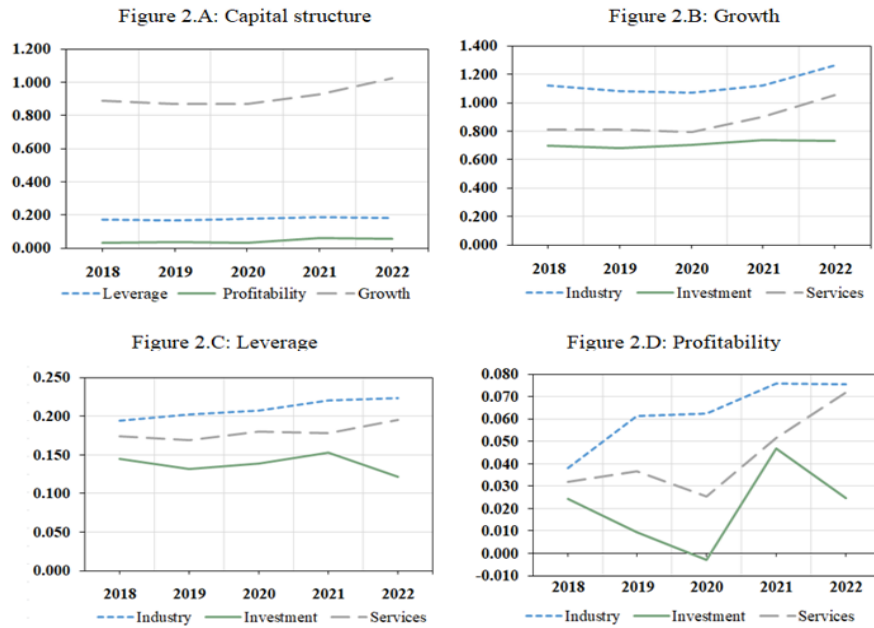 Figure 2.A: Capital structure
1.200
1.000
0.800
0.600
0.400
0.200
0.000
2018 2019 2020 2021 2022
Leverage Profitability Growth
Figure 2.B: Growth
1.400
1.200
1.000
0.800
0.600
0.400
0.200
0.000
2018 2019 2020 2021 2022
Industry Investment Services
Figure 2.C: Leverage
0.250
0.200
0.150
0.100
0.050
0.000
2018 2019 2020 2021 2022
Industry Investment Services
Figure 2.D: Profitability
0.080
0.070
0.060
0.050
0.040
0.030
0.020
0.010
0.000
-0.010
2018 2019 2020 2021 2022
Industry Investment Services